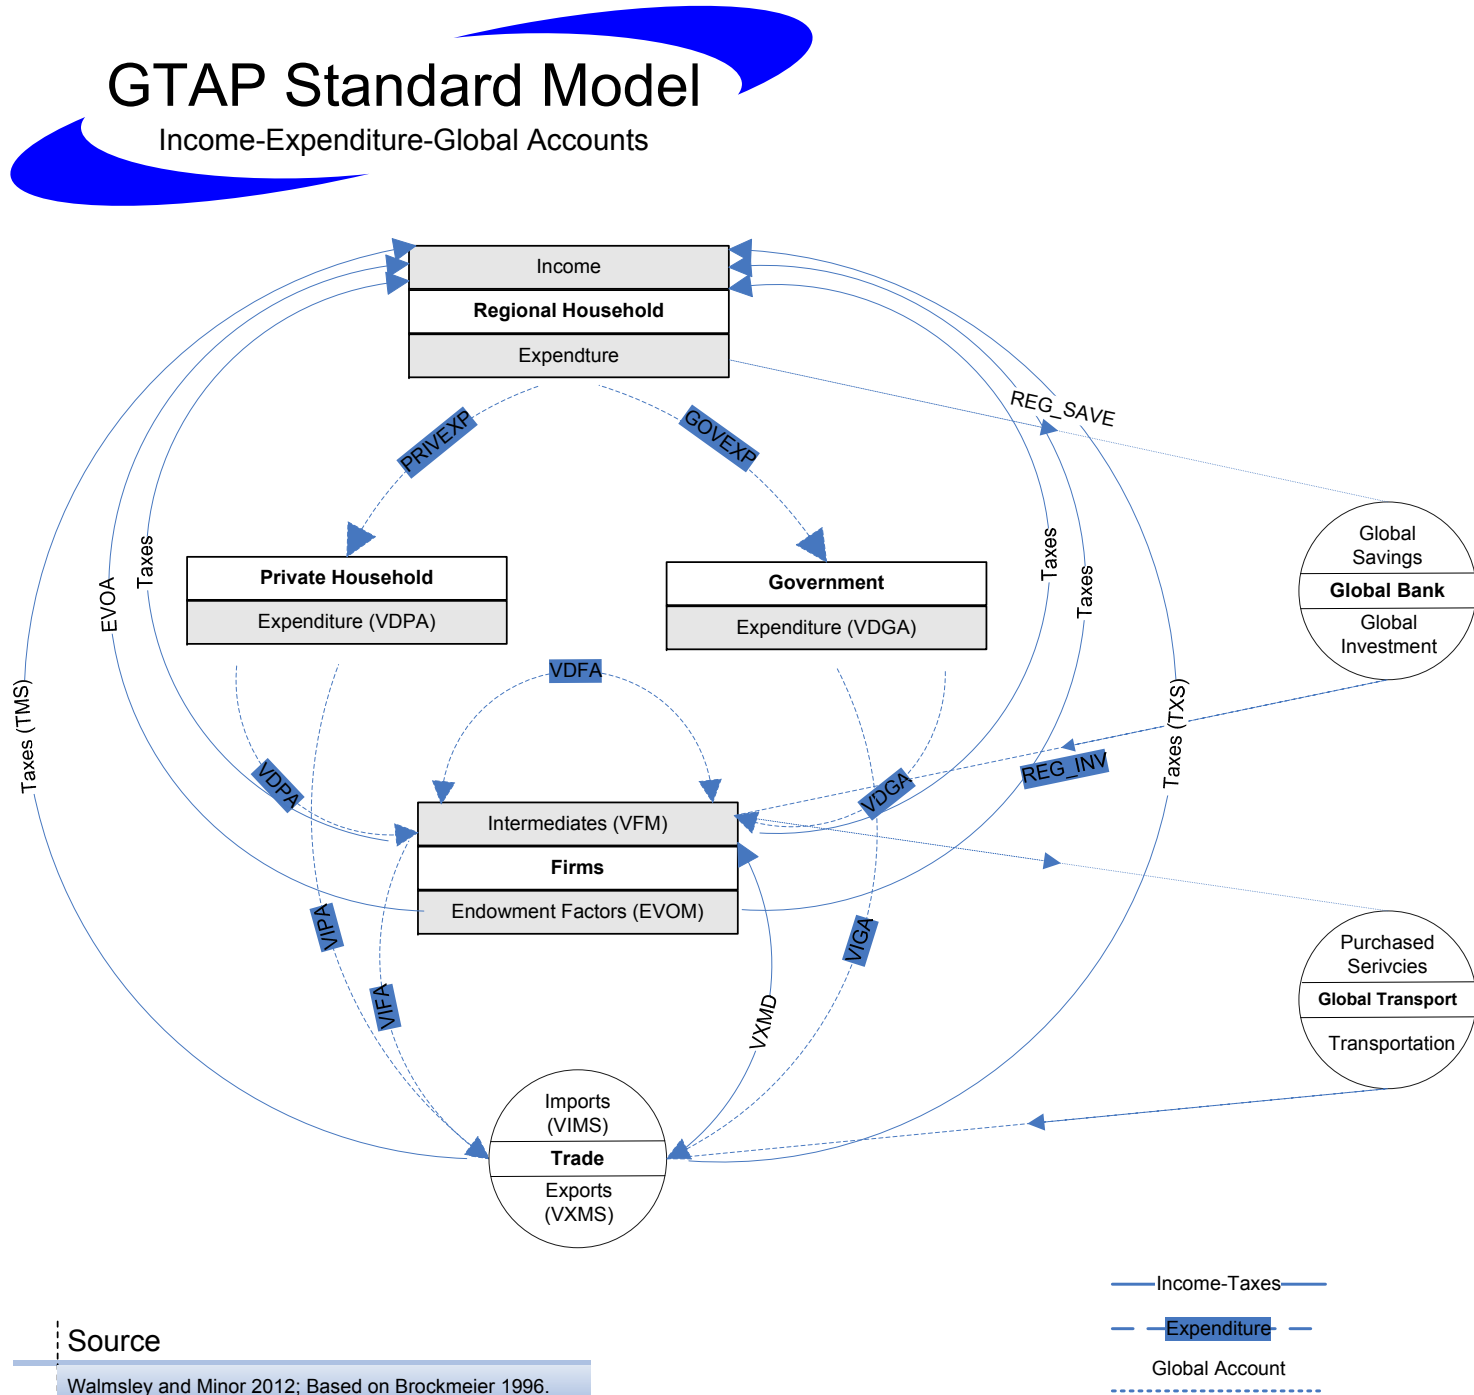 GTAP Standard Model
Income-Expenditure-Global Accounts
Income
Regional Household
Expendture
REG_SAVE
PRIVEXP
GOVEXP
Global
Savings
Global Bank
Global
Investment
Taxes
EVOA
Taxes
Taxes
Private Household
Expenditure (VDPA)
Government
Expenditure (VDGA)
VDFA
Taxes (TMS)
Taxes (TXS)
REG_INV
VDPA
VDGA
Intermediates (VFM)
Firms
Endowment Factors (EVOM)
VIPA
VIGA
VIFA
VXMD
Purchased
Serivcies
Global Transport
Transportation
Imports
(VIMS)
Trade
Exports
(VXMS)
Income-Taxes
Expenditure
Global Account
Source
Walmsley and Minor 2012; Based on Brockmeier 1996.